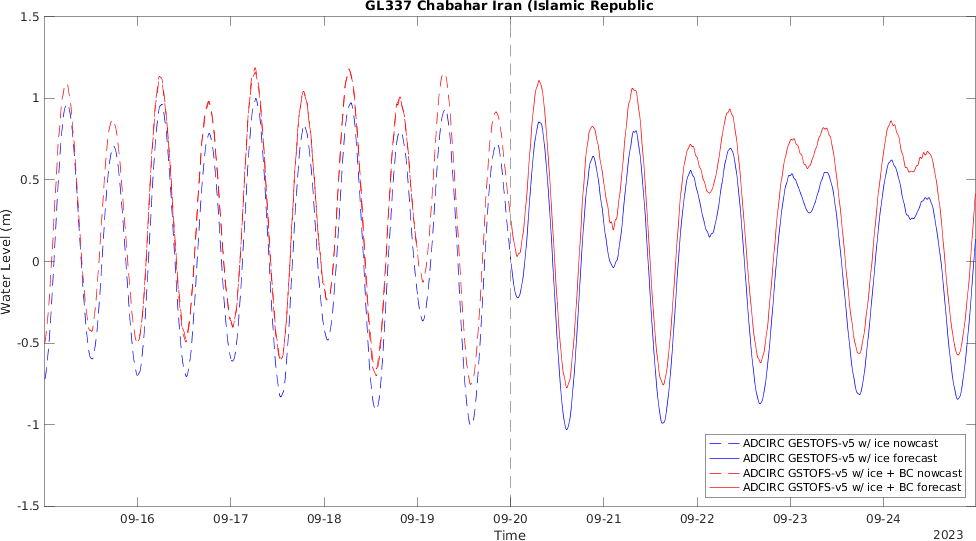 GL337 Chabahar Iran (Islamic Republic
1.5
1
0.5
0
-0.5
-1
-1.5
Water Level (m)
09-16 09-17 09-18 09-19 09-20 09-21 09-22 09-23 09-24
Time
2023
ADCIRC GESTOFS-v5 w/ ice nowcast
ADCIRC GESTOFS-v5 w/ ice forecast
ADCIRC GSTOFS-v5 w/ ice + BC nowcast
ADCIRC GSTOFS-v5 w/ ice + BC forecast